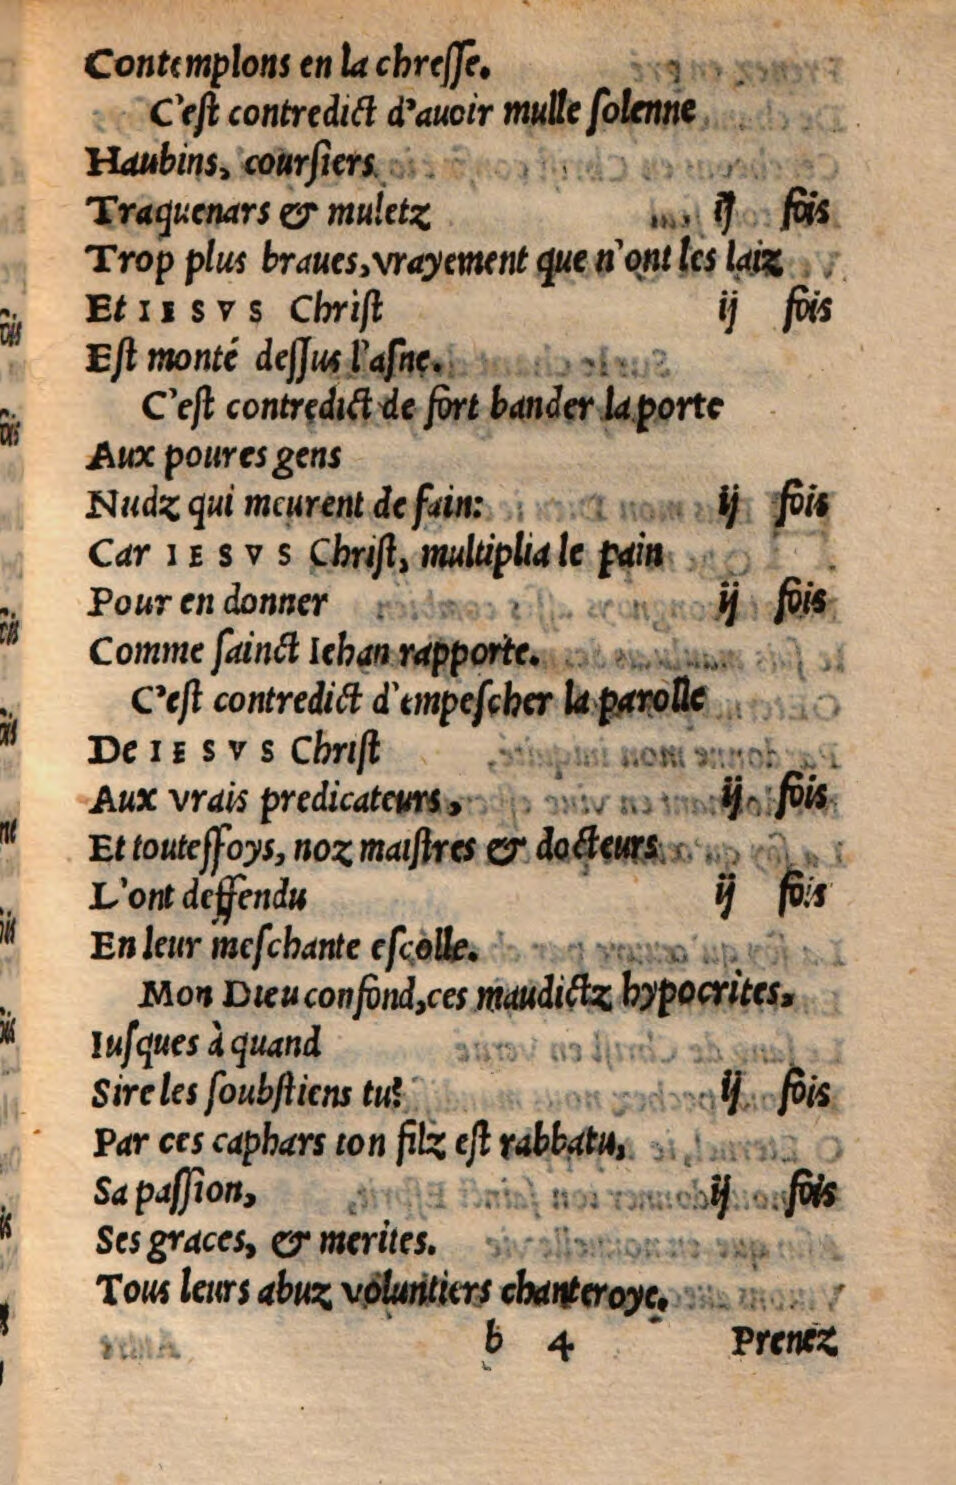 Contemplons en la chreſſe.
C'eſt contredict d'auoir mulle ſolenne
Haubins, courſiers
Traquenars & muletz ij fois
Trop plus braues, vrayement que n'ont les laiz
Et IESVS Chriſt ij fois
Eſt monté deſſus l'aſne.
C'eſt contredict de fort bander la porte
Aux poures gens
Nudz qui meurent de fain: ij fois
Car IESVS Chriſt, multiplia le pain
Pour en donner ij fois
Comme ſainct Iehan rapporte.
C'eſt contredict d'empeſcher la parolle
De IESVS Chriſt
Aux vrais predicateurs, ij fois
Et touteſfoys, noz maiſtres & docteurs
L'ont deffendu ij fois
En leur meſchante eſcolle.
Mon Dieu confond, ces maudictz hypocrites,
Iuſques à quand
Sire les ſoubſtiens tu? ij fois
Par ces caphars ton filz eſt rabbatu,
Sa paſſion, ij fois
Ses graces, & merites.
Tous leurs abuz voluntiers chanteroye.
b 4 Prenez